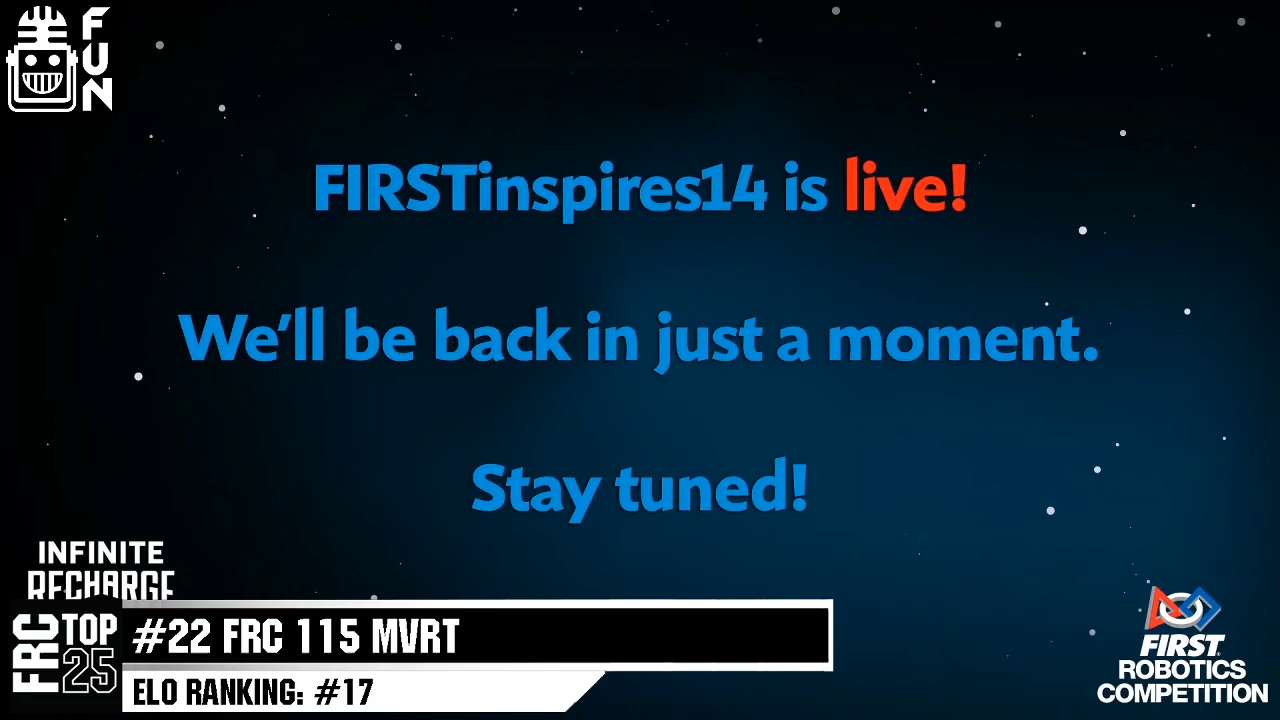 FUN
FIRSTinspires14 is live!
We'll be back in just a moment.
Stay tuned!
INFINITE
RECHARGE
FRC TOP 25
#22 FRC 115 MVRT
ELO RANKING: #17
FIRST
ROBOTICS
COMPETITION